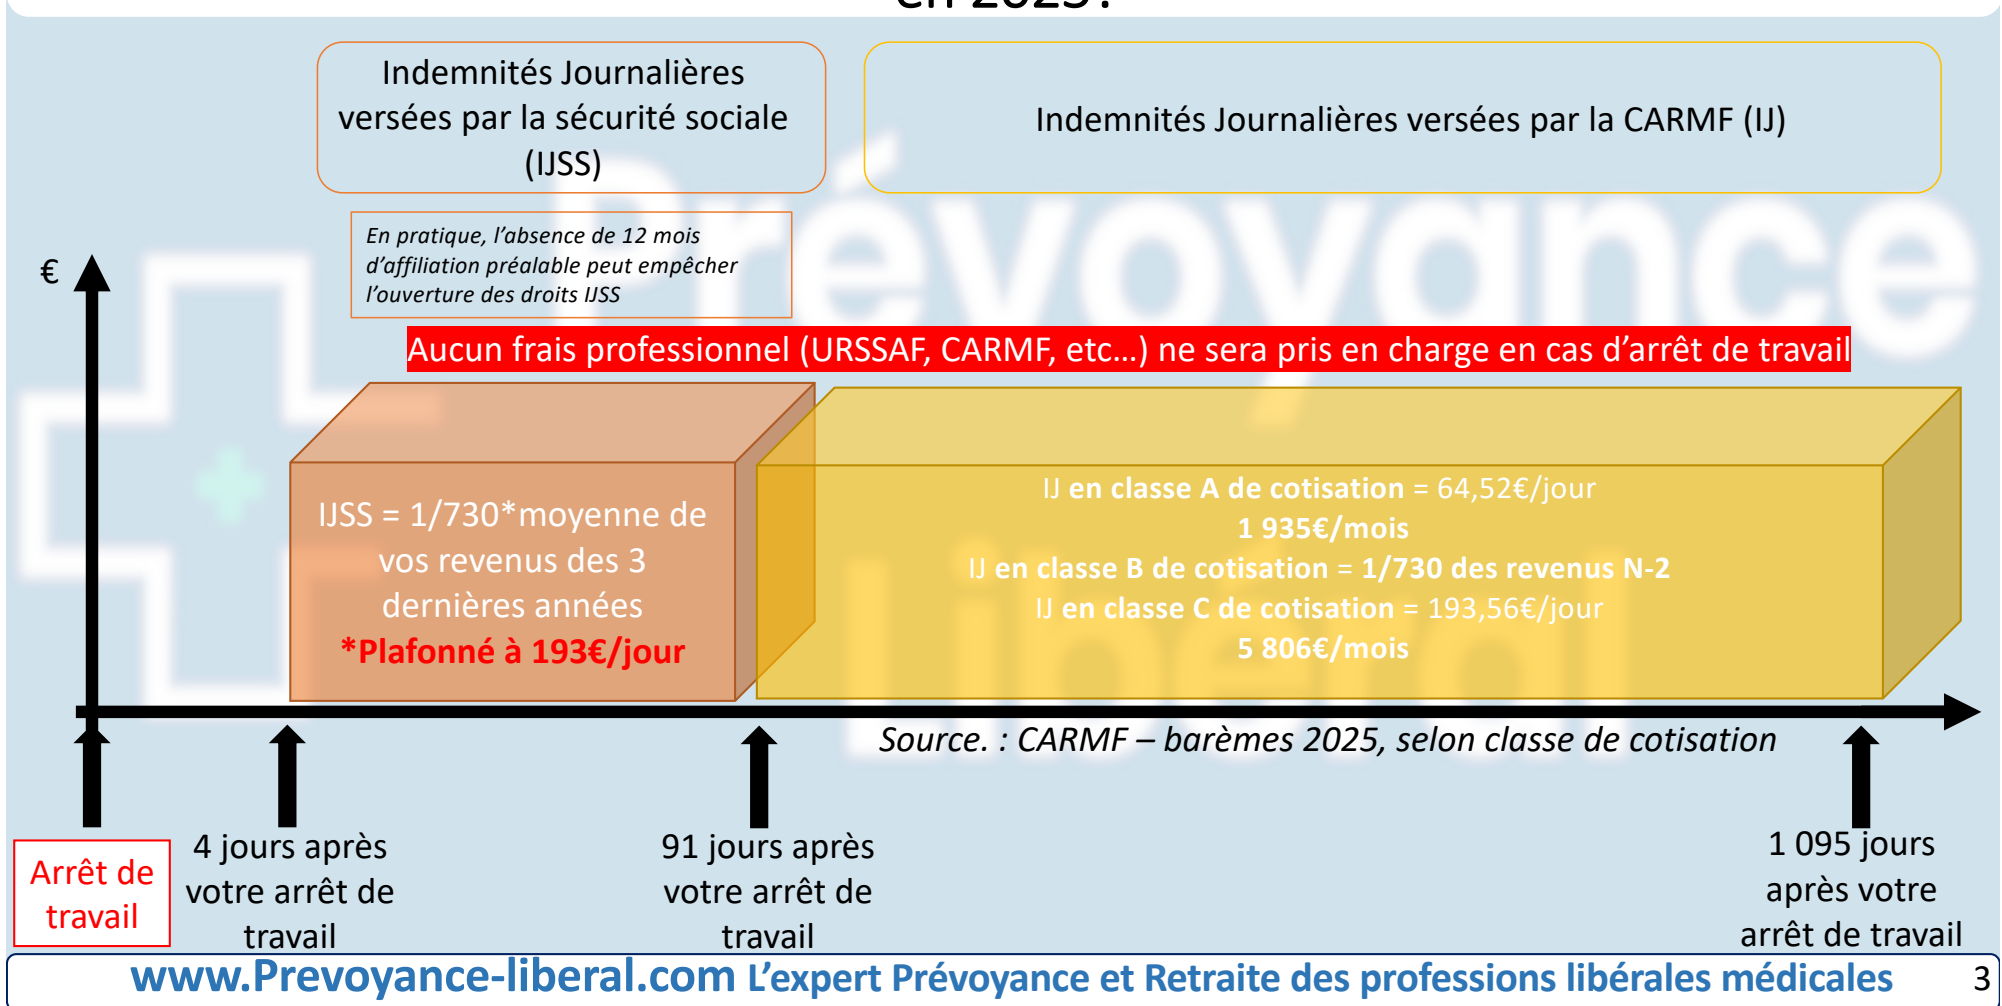 en 2025?
Indemnités Journalières
versées par la sécurité sociale
(IJSS)
Indemnités Journalières versées par la CARMF (IJ)
En pratique, l’absence de 12 mois
d’affiliation préalable peut empêcher
l’ouverture des droits IJSS
€
Aucun frais professionnel (URSSAF, CARMF, etc…) ne sera pris en charge en cas d’arrêt de travail
IJSS = 1/730*moyenne de
vos revenus des 3
dernières années
*Plafonné à 193€/jour
IJ en classe A de cotisation = 64,52€/jour
1 935€/mois
IJ en classe B de cotisation = 1/730 des revenus N-2
IJ en classe C de cotisation = 193,56€/jour
5 806€/mois
Source. : CARMF – barèmes 2025, selon classe de cotisation
Arrêt de
travail
4 jours après
votre arrêt de
travail
91 jours après
votre arrêt de
travail
1 095 jours
après votre
arrêt de travail
Prévoyance
Libéral
www.Prevoyance-liberal.com L’expert Prévoyance et Retraite des professions libérales médicales
3